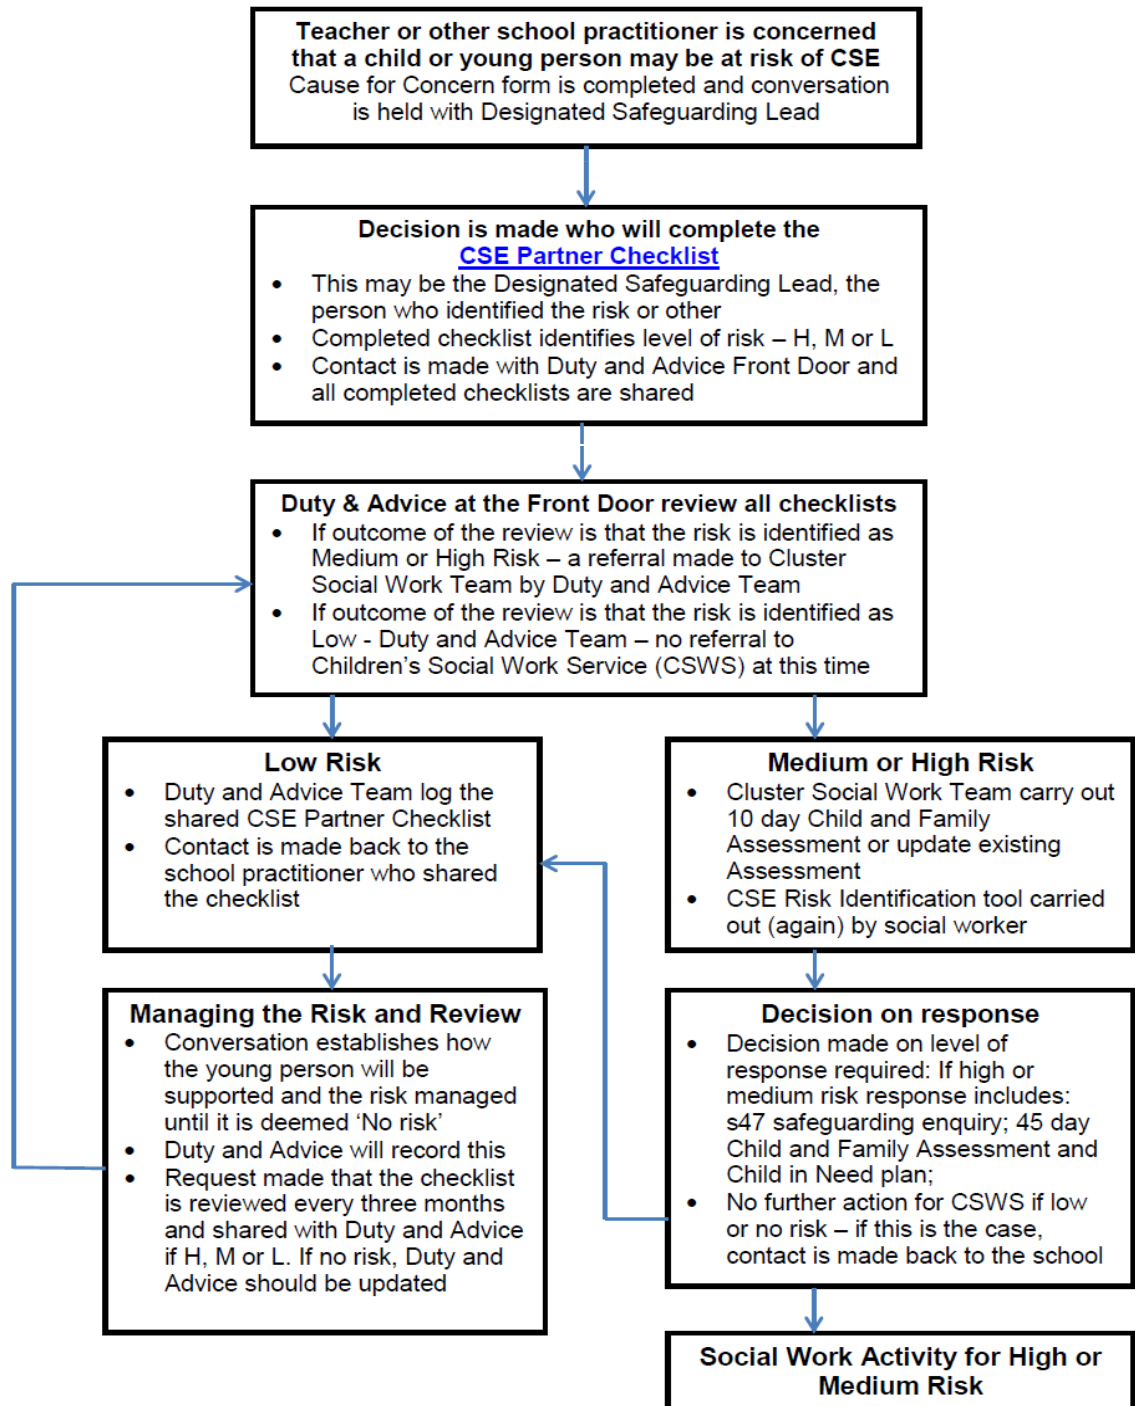 Teacher or other school practitioner is concerned
that a child or young person may be at risk of CSE
Cause for Concern form is completed and conversation
is held with Designated Safeguarding Lead
Decision is made who will complete the
CSE Partner Checklist
• This may be the Designated Safeguarding Lead, the
person who identified the risk or other
• Completed checklist identifies level of risk – H, M or L
• Contact is made with Duty and Advice Front Door and
all completed checklists are shared
Duty & Advice at the Front Door review all checklists
• If outcome of the review is that the risk is identified as
Medium or High Risk – a referral made to Cluster
Social Work Team by Duty and Advice Team
• If outcome of the review is that the risk is identified as
Low - Duty and Advice Team – no referral to
Children's Social Work Service (CSWS) at this time
Low Risk
• Duty and Advice Team log the
shared CSE Partner Checklist
• Contact is made back to the
school practitioner who shared
the checklist
Medium or High Risk
• Cluster Social Work Team carry out
10 day Child and Family
Assessment or update existing
Assessment
• CSE Risk Identification tool carried
out (again) by social worker
Managing the Risk and Review
• Conversation establishes how
the young person will be
supported and the risk managed
until it is deemed 'No risk'
• Duty and Advice will record this
• Request made that the checklist
is reviewed every three months
and shared with Duty and Advice
if H, M or L. If no risk, Duty and
Advice should be updated
Decision on response
• Decision made on level of
response required: If high or
medium risk response includes:
s47 safeguarding enquiry; 45 day
Child and Family Assessment and
Child in Need plan;
• No further action for CSWS if low
or no risk – if this is the case,
contact is made back to the school
Social Work Activity for High or
Medium Risk